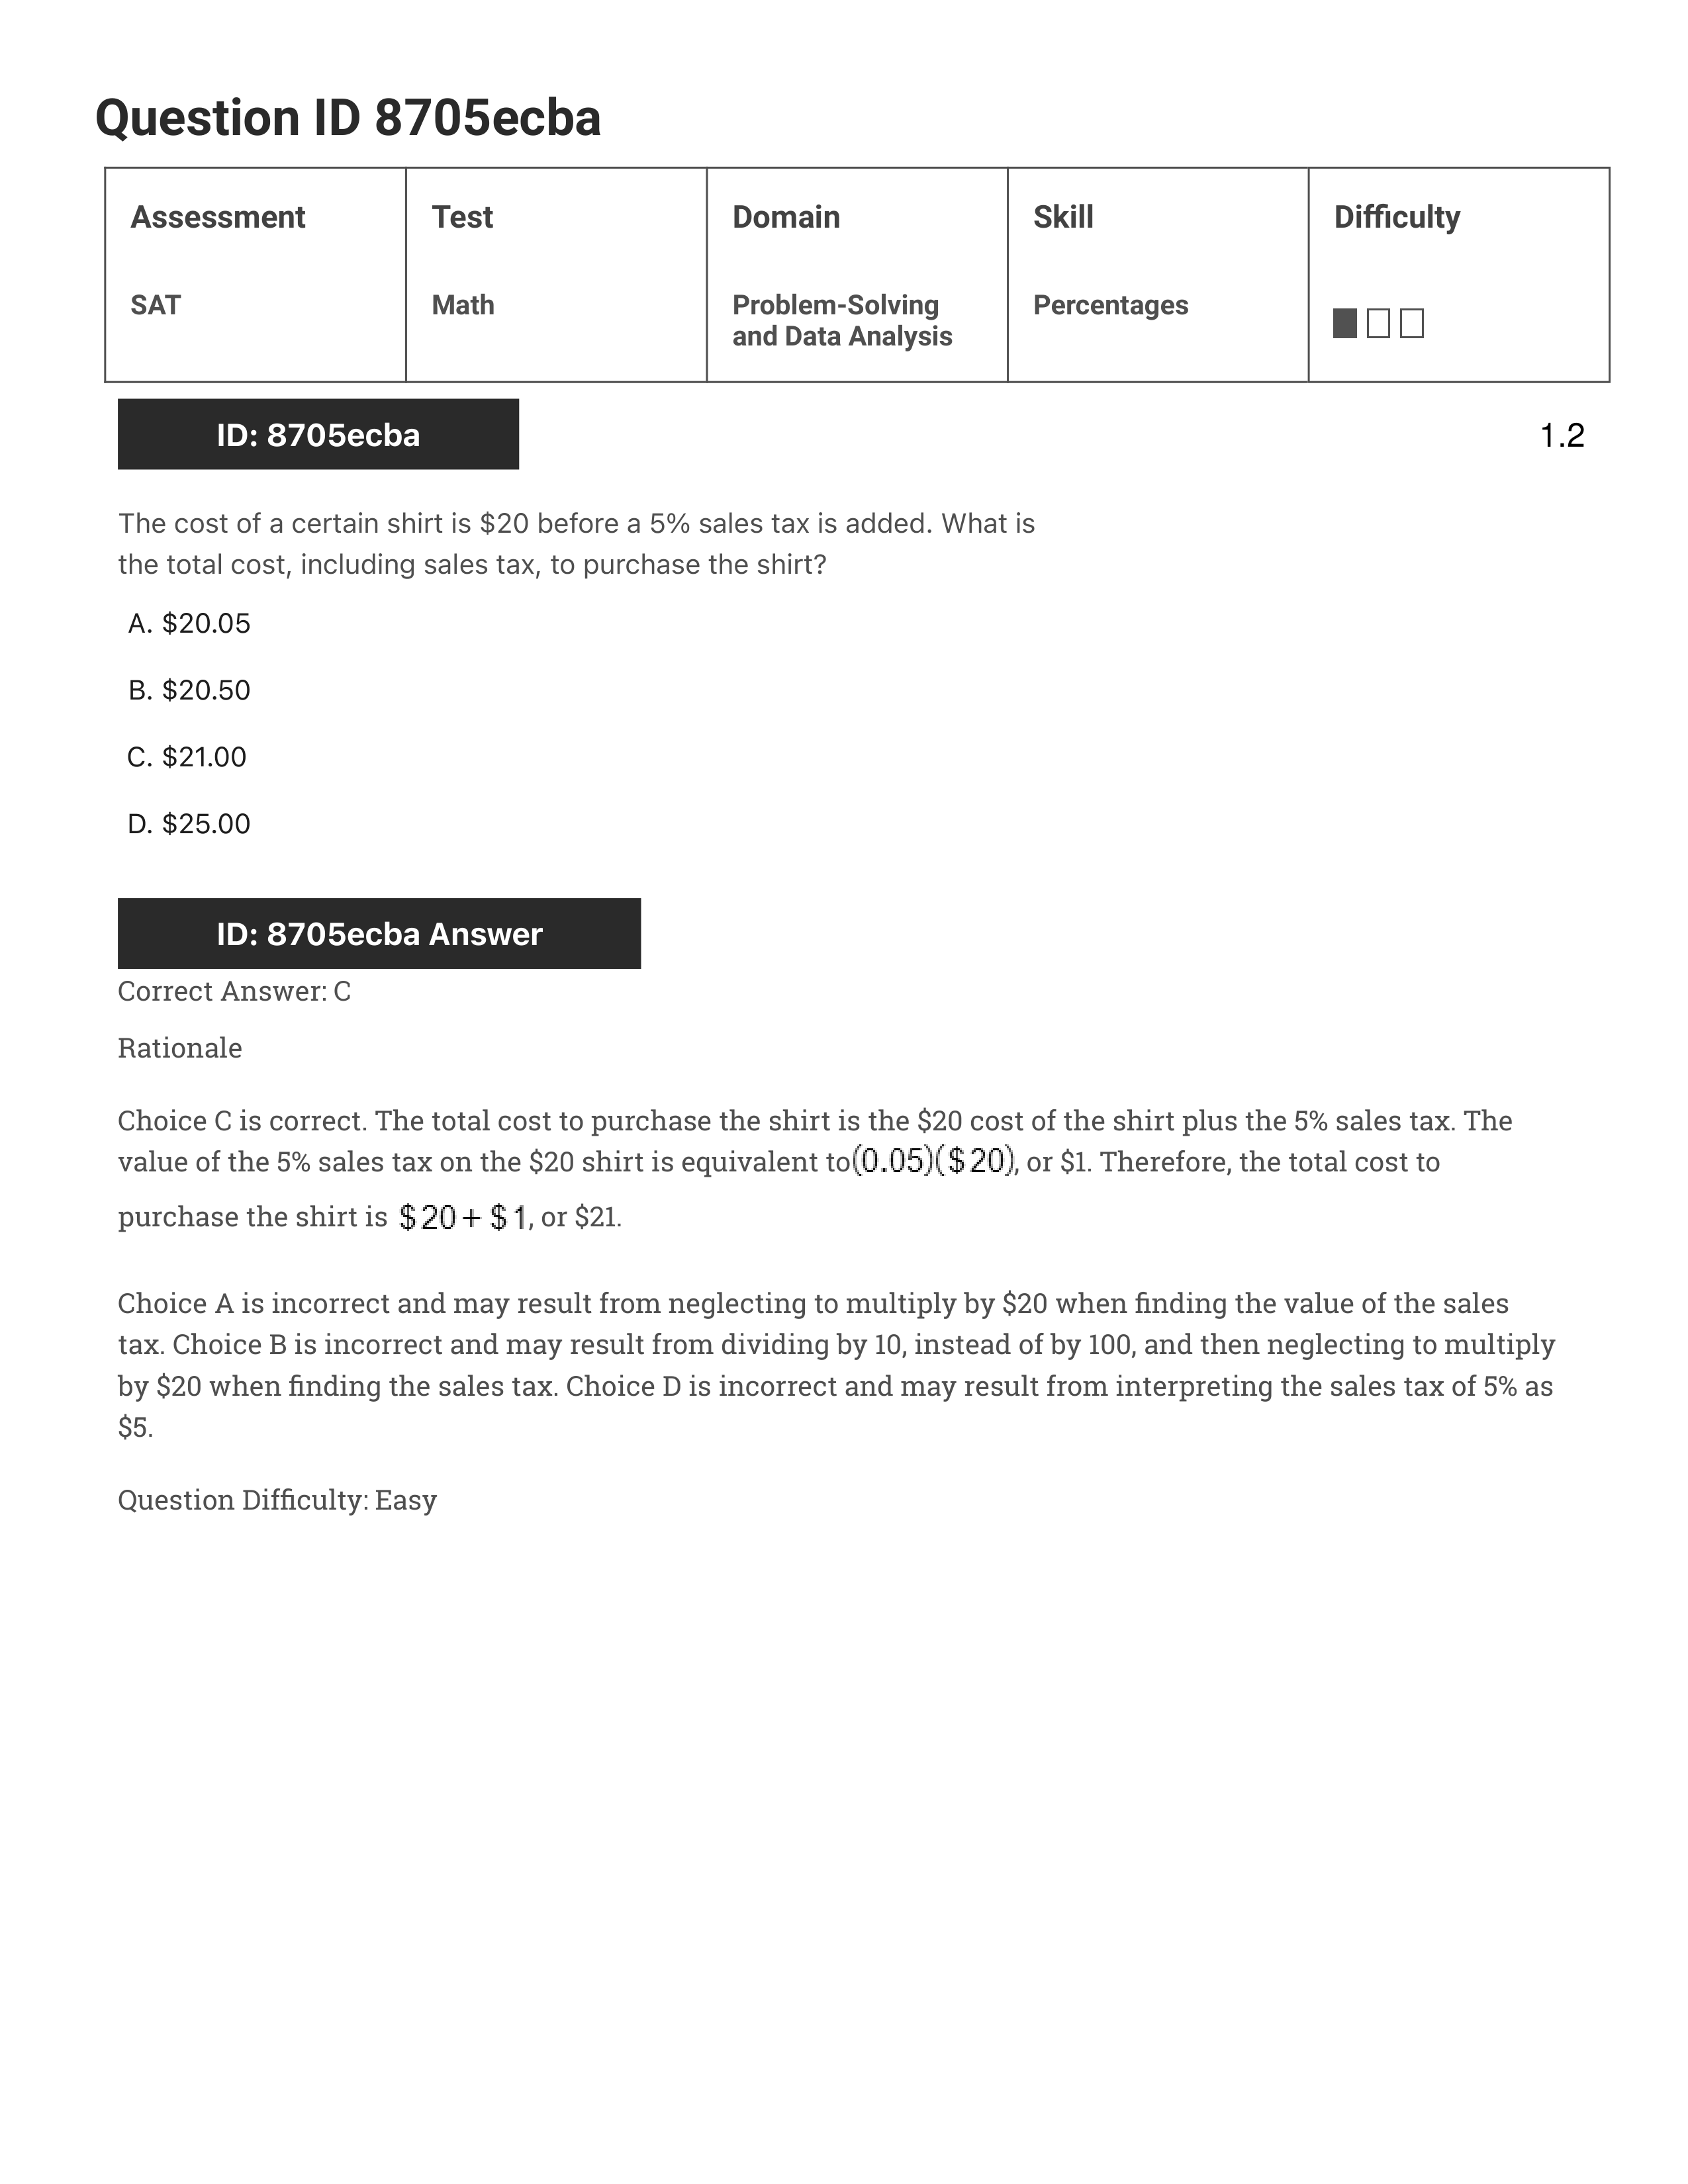 Question ID 8705ecba
Assessment Test Domain Skill Difficulty
SAT Math Problem-Solving and Data Analysis Percentages
ID: 8705ecba 1.2
The cost of a certain shirt is $20 before a 5% sales tax is added. What is
the total cost, including sales tax, to purchase the shirt?
A. $20.05
B. $20.50
C. $21.00
D. $25.00
ID: 8705ecba Answer
Correct Answer: C
Rationale
Choice C is correct. The total cost to purchase the shirt is the $20 cost of the shirt plus the 5% sales tax. The
value of the 5% sales tax on the $20 shirt is equivalent to(0.05)($20), or $1. Therefore, the total cost to
purchase the shirt is $20 + $1, or $21.
Choice A is incorrect and may result from neglecting to multiply by $20 when finding the value of the sales
tax. Choice B is incorrect and may result from dividing by 10, instead of by 100, and then neglecting to multiply
by $20 when finding the sales tax. Choice D is incorrect and may result from interpreting the sales tax of 5% as
$5.
Question Difficulty: Easy